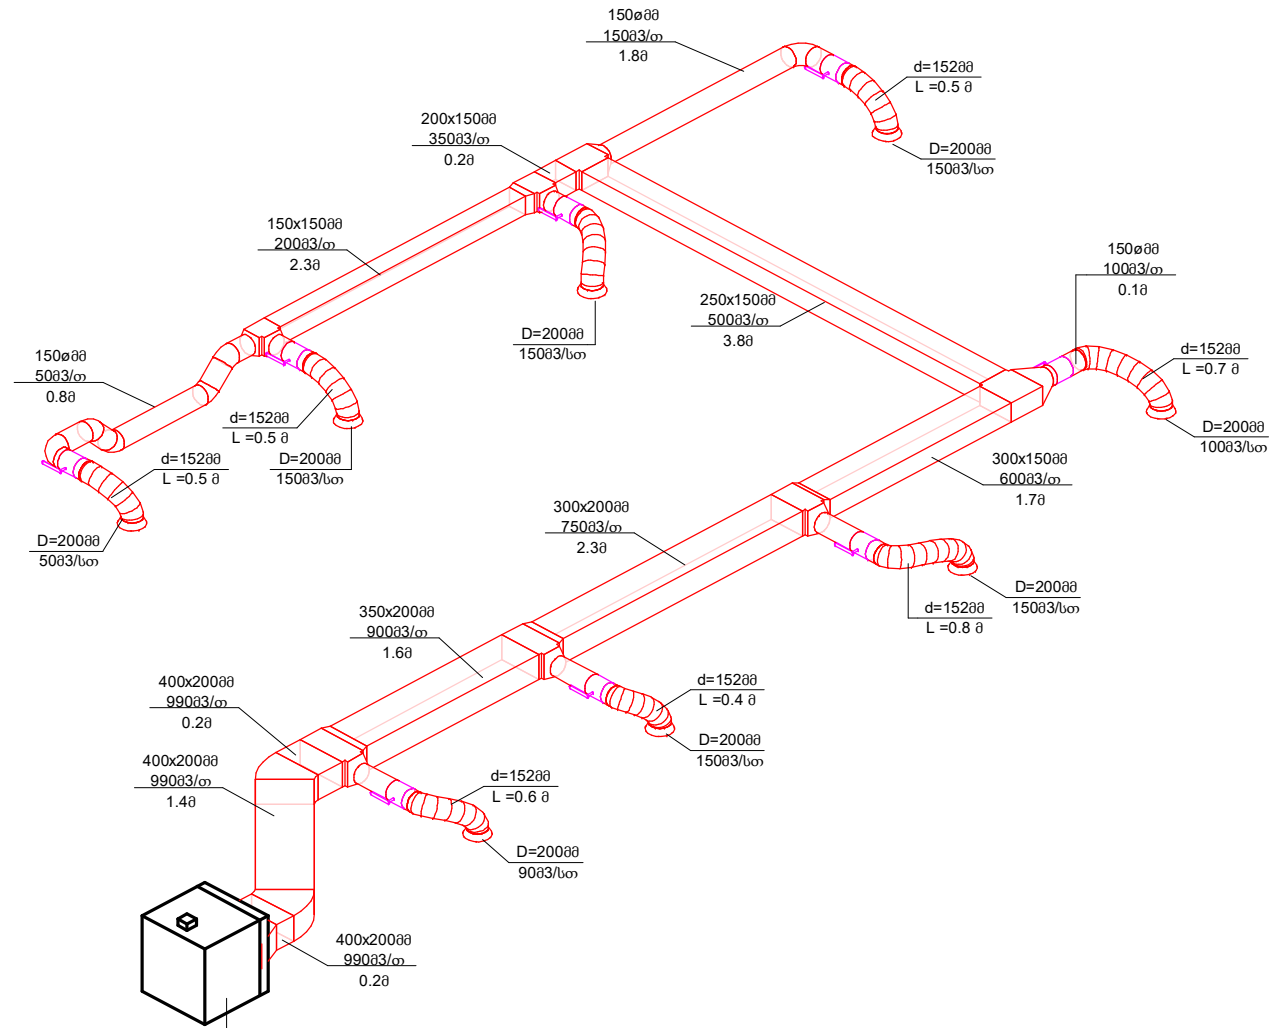 150øმმ
150მ3/თ
1.8მ
d=152მმ
L =0.5 მ
D=200მმ
150მ3/სთ
200x150მმ
350მ3/თ
0.2მ
150x150მმ
200მ3/თ
2.3მ
150øმმ
100მ3/თ
0.1მ
250x150მმ
500მ3/თ
3.8მ
D=200მმ
150მ3/სთ
150øმმ
50მ3/თ
0.8მ
d=152მმ
L =0.7 მ
D=200მმ
100მ3/სთ
d=152მმ
L =0.5 მ
D=200მმ
150მ3/სთ
d=152მმ
L =0.5 მ
300x150მმ
600მ3/თ
1.7მ
D=200მმ
50მ3/სთ
300x200მმ
750მ3/თ
2.3მ
D=200მმ
150მ3/სთ
d=152მმ
L =0.8 მ
350x200მმ
900მ3/თ
1.6მ
400x200მმ
990მ3/თ
0.2მ
d=152მმ
L =0.4 მ
D=200მმ
150მ3/სთ
400x200მმ
990მ3/თ
1.4მ
d=152მმ
L =0.6 მ
D=200მმ
90მ3/სთ
400x200მმ
990მ3/თ
0.2მ